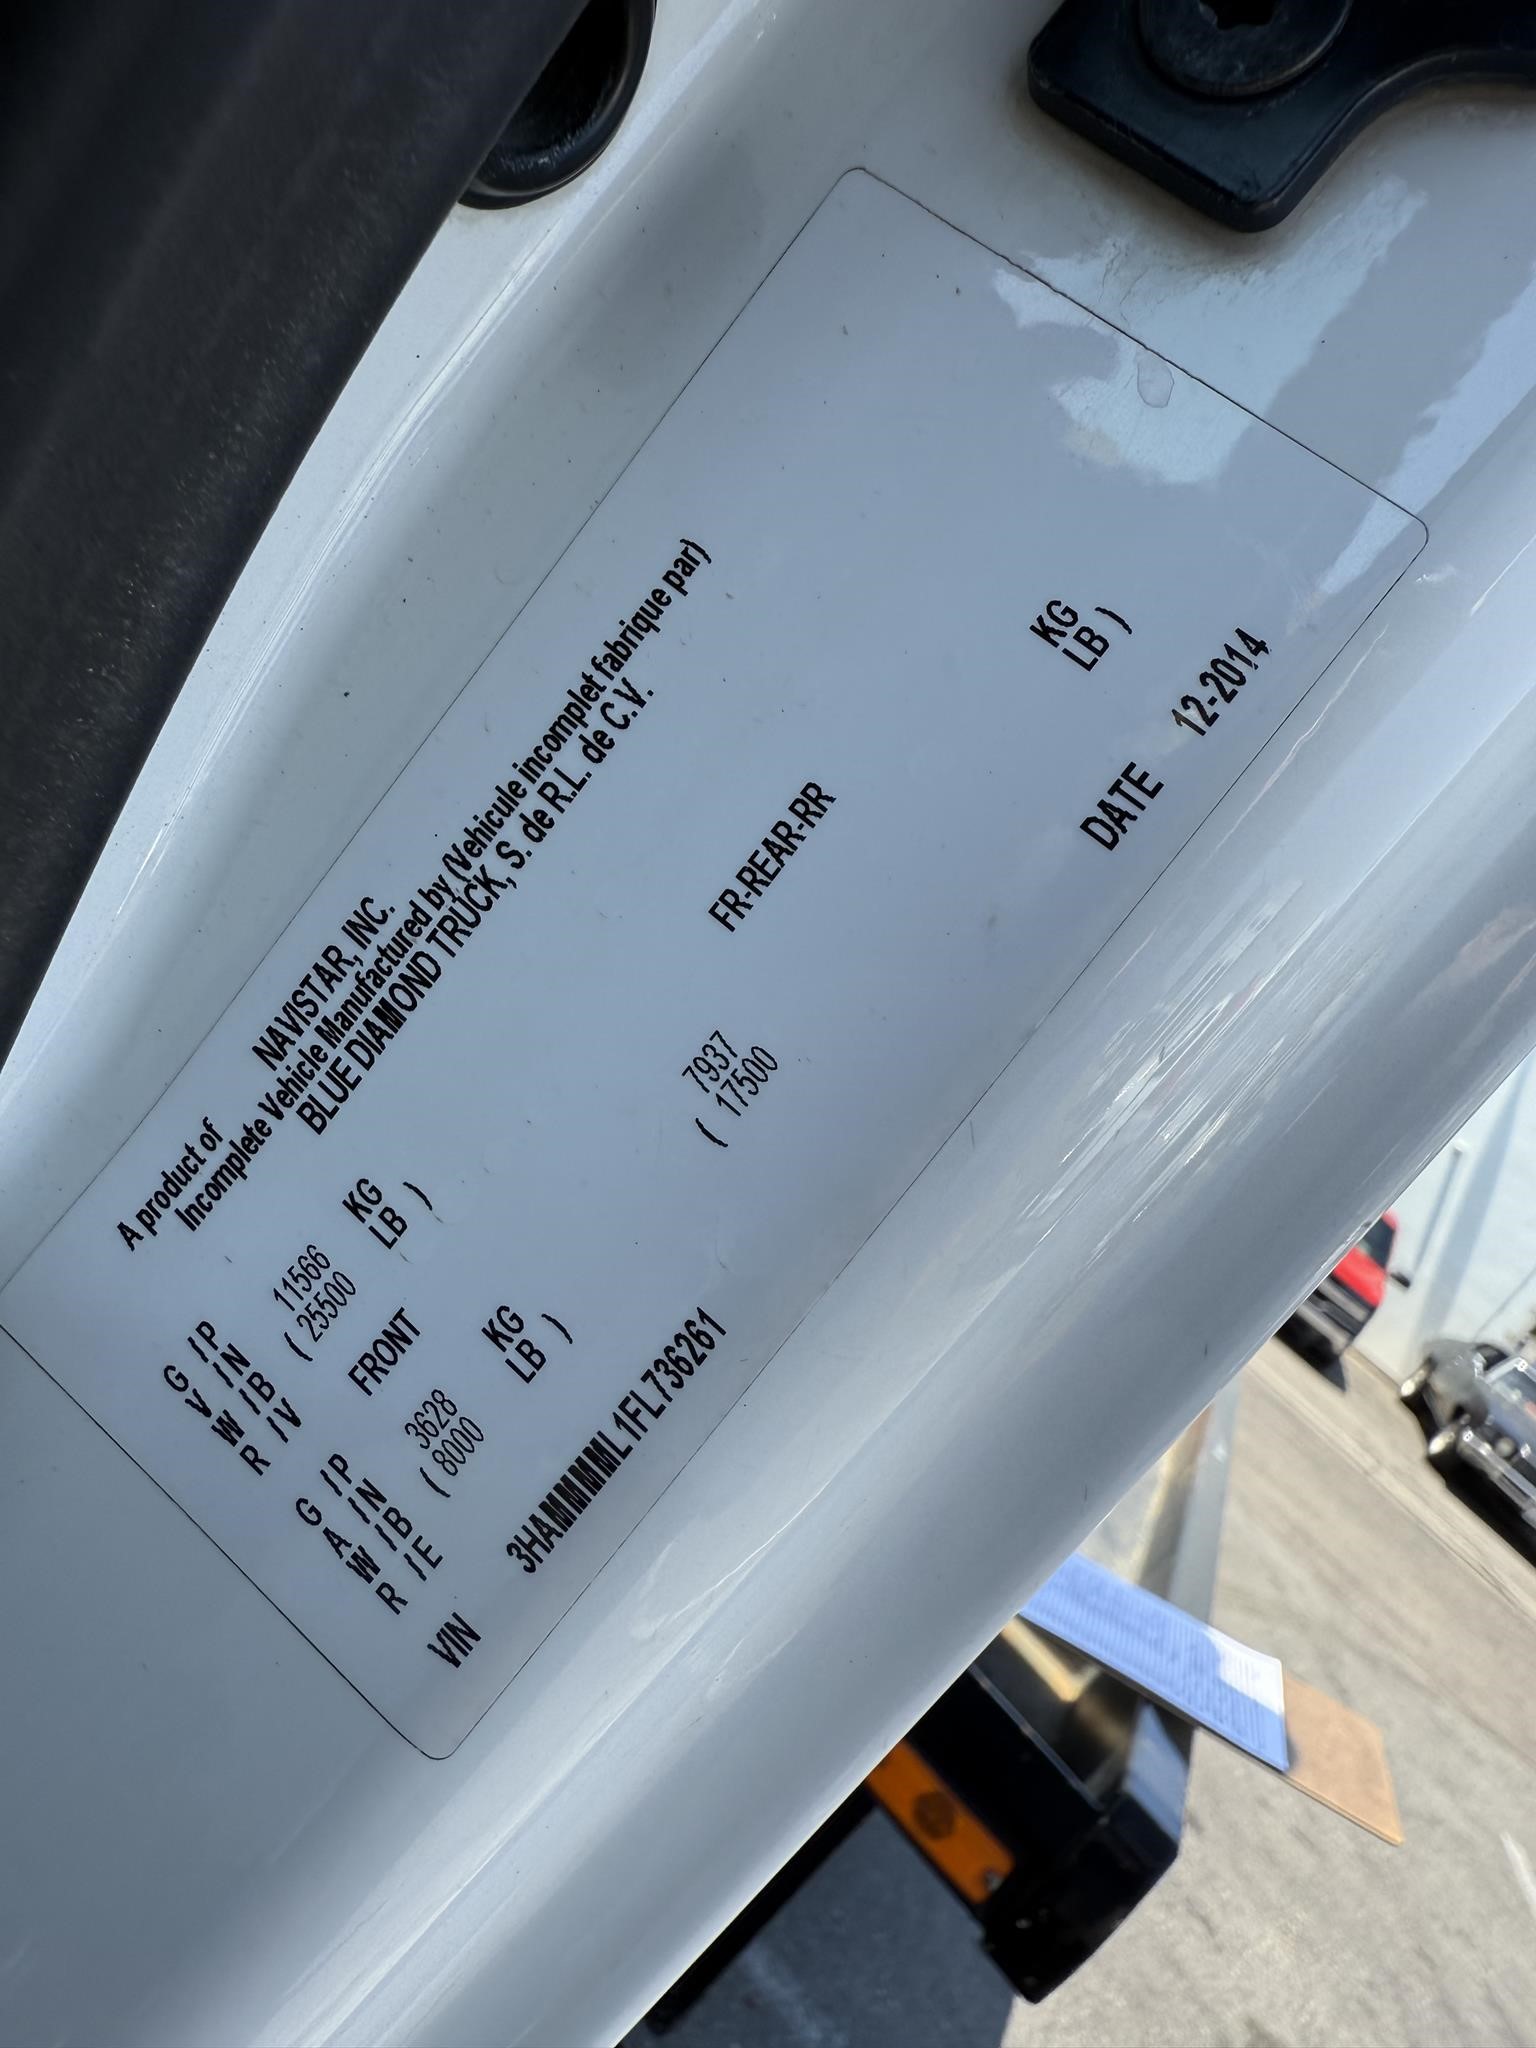 A product of
NAVISTAR, INC.
Incomplete Vehicle Manufactured by (Vehicule incomplet fabrique par)
BLUE DIAMOND TRUCK, S. de R.L. de C.V.
G /P
V /N 11566 KG
W /B ( 25500 LB )
R /V
FRONT FR-REAR-RR
G /P
A /N 3628 KG 7937 KG
W /B ( 8000 LB ) ( 17500 LB )
R /E
VIN 3HAMMMML1FL736261 DATE 12-2014